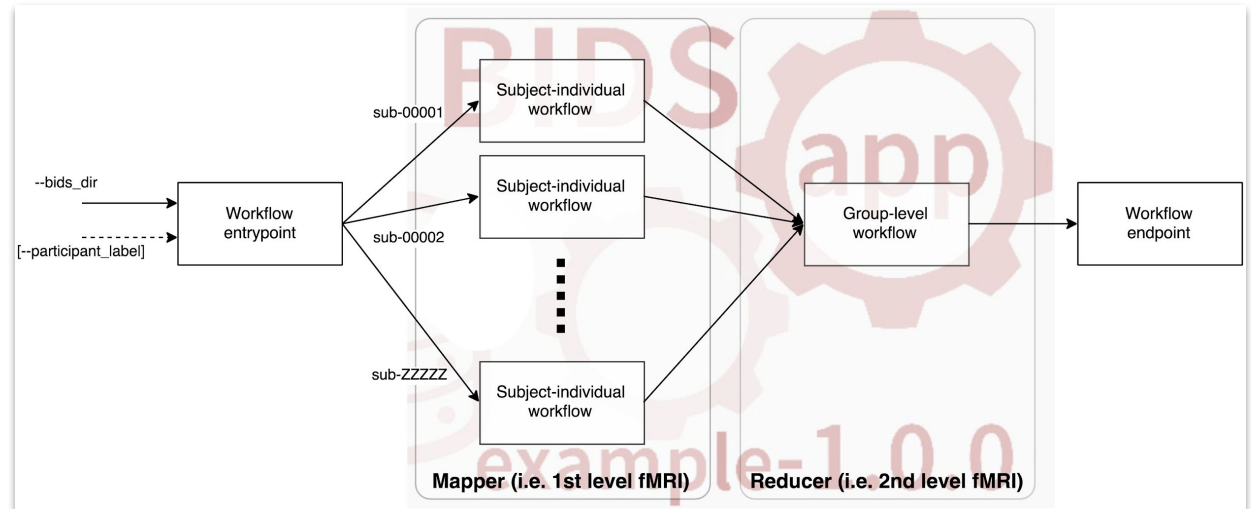 BIDS
app
example-1.0.0
--bids_dir
[--participant_label]
Workflow
entrypoint
sub-00001
sub-00002
sub-ZZZZZ
Subject-individual
workflow
Subject-individual
workflow
Subject-individual
workflow
Mapper (i.e. 1st level fMRI)
Group-level
workflow
Reducer (i.e. 2nd level fMRI)
Workflow
endpoint